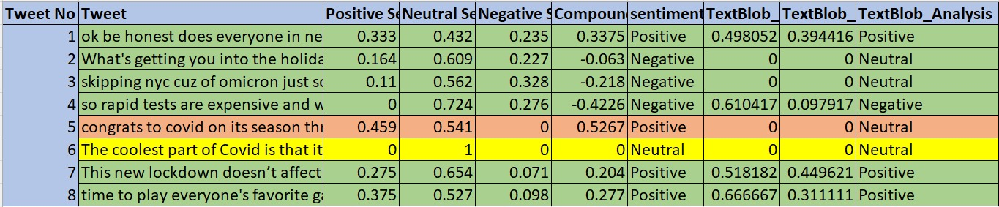 Tweet No Tweet Positive Se Neutral Se Negative S Compoun sentiment TextBlob_ TextBlob_ TextBlob_Analysis
1 ok be honest does everyone in ne 0.333 0.432 0.235 0.3375 Positive 0.498052 0.394416 Positive
2 What's getting you into the holida 0.164 0.609 0.227 -0.063 Negative 0 0 Neutral
3 skipping nyc cuz of omicron just so 0.11 0.562 0.328 -0.218 Negative 0 0 Neutral
4 so rapid tests are expensive and w 0 0.724 0.276 -0.4226 Negative 0.610417 0.097917 Negative
5 congrats to covid on its season thr 0.459 0.541 0 0.5267 Positive 0 0 Neutral
6 The coolest part of Covid is that it 0 1 0 0 Neutral 0 0 Neutral
7 This new lockdown doesn’t affect 0.275 0.654 0.071 0.204 Positive 0.518182 0.449621 Positive
8 time to play everyone's favorite ga 0.375 0.527 0.098 0.277 Positive 0.666667 0.311111 Positive